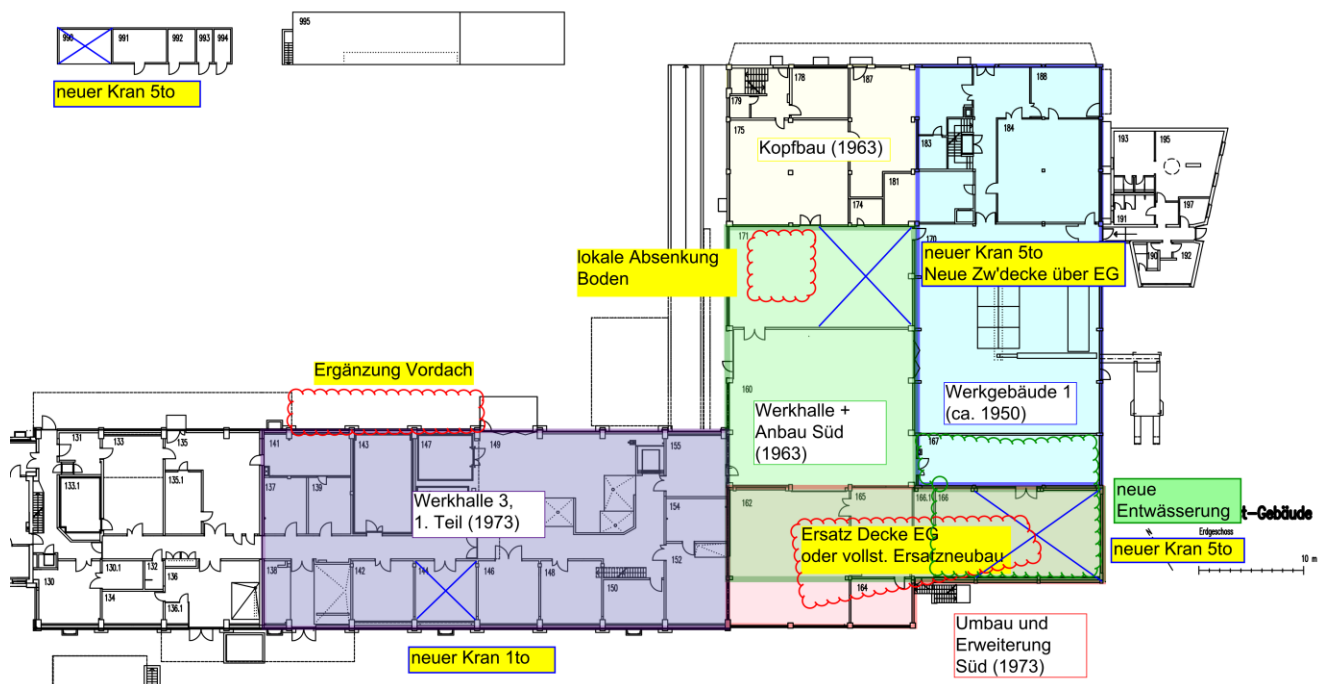 995
990
991
992
993
994
neuer Kran 5to
178
187
188
179
175
Kopfbau (1963)
184
183
193
195
181
174
191
197
190
192
171
170
lokale Absenkung
Boden
neuer Kran 5to
Neue Zw'decke über EG
Ergänzung Vordach
160
Werkhalle +
Anbau Süd
(1963)
Werkgebäude 1
(ca. 1950)
131
133
135
141
143
147
149
155
167
133.1
135.1
137
139
Werkhalle 3,
1. Teil (1973)
154
162
165
166.1
166
neue
Entwässerung
t-Gebäude
Erdgeschoss
N
10 m
Ersatz Decke EG
oder vollst. Ersatzneubau
neuer Kran 5to
130
130.1
132
136
138
142
144
146
148
150
152
164
134
136.1
Umbau und
Erweiterung
Süd (1973)
neuer Kran 1to